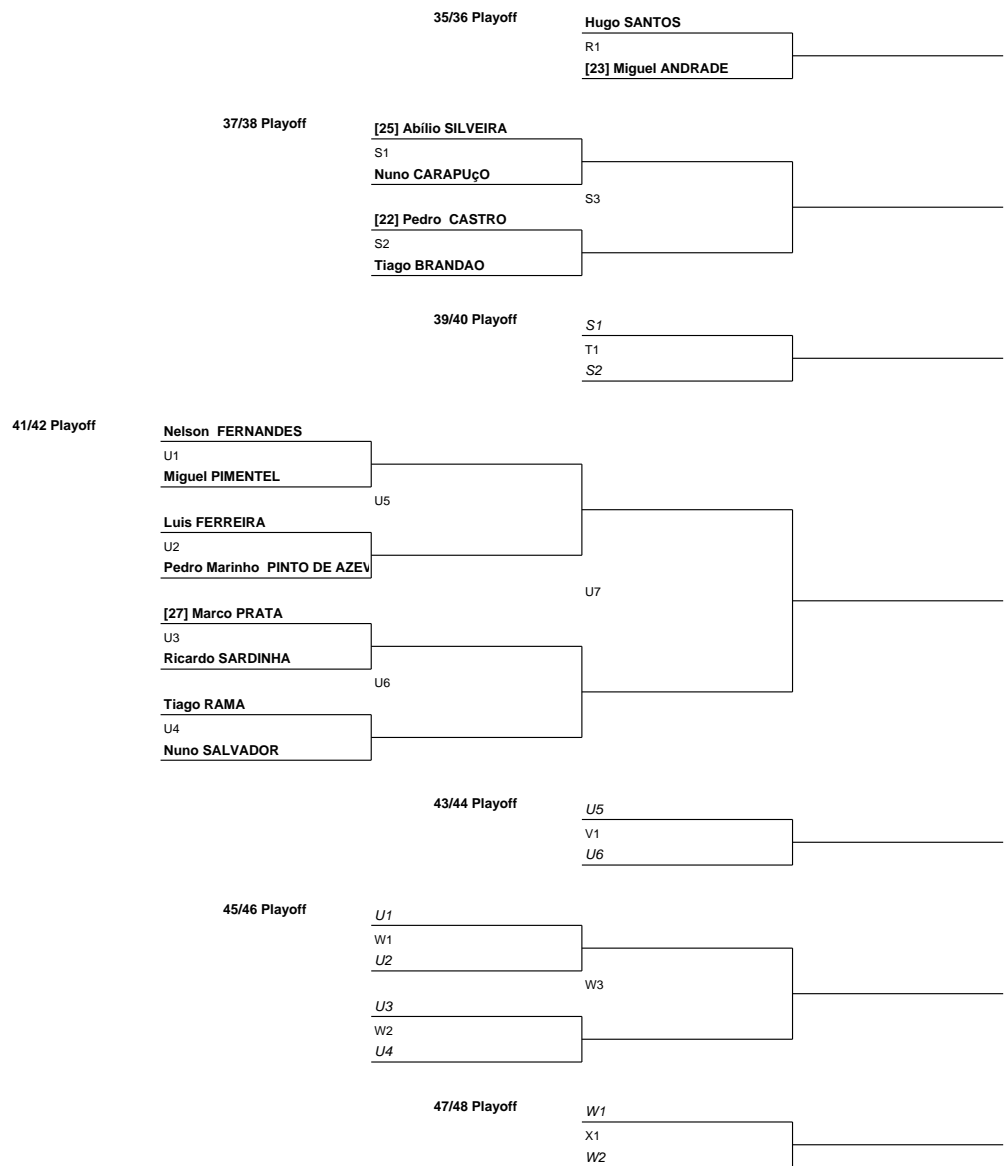 35/36 Playoff
Hugo SANTOS
R1
[23] Miguel ANDRADE
37/38 Playoff
[25] Abílio SILVEIRA
S1
Nuno CARAPUçO
S3
[22] Pedro  CASTRO
S2
Tiago BRANDAO
39/40 Playoff
S1
T1
S2
41/42 Playoff
Nelson  FERNANDES
U1
Miguel PIMENTEL
U5
Luis FERREIRA
U2
Pedro Marinho  PINTO DE AZEV
U7
[27] Marco PRATA
U3
Ricardo SARDINHA
U6
Tiago RAMA
U4
Nuno SALVADOR
43/44 Playoff
U5
V1
U6
45/46 Playoff
U1
W1
U2
W3
U3
W2
U4
47/48 Playoff
W1
X1
W2